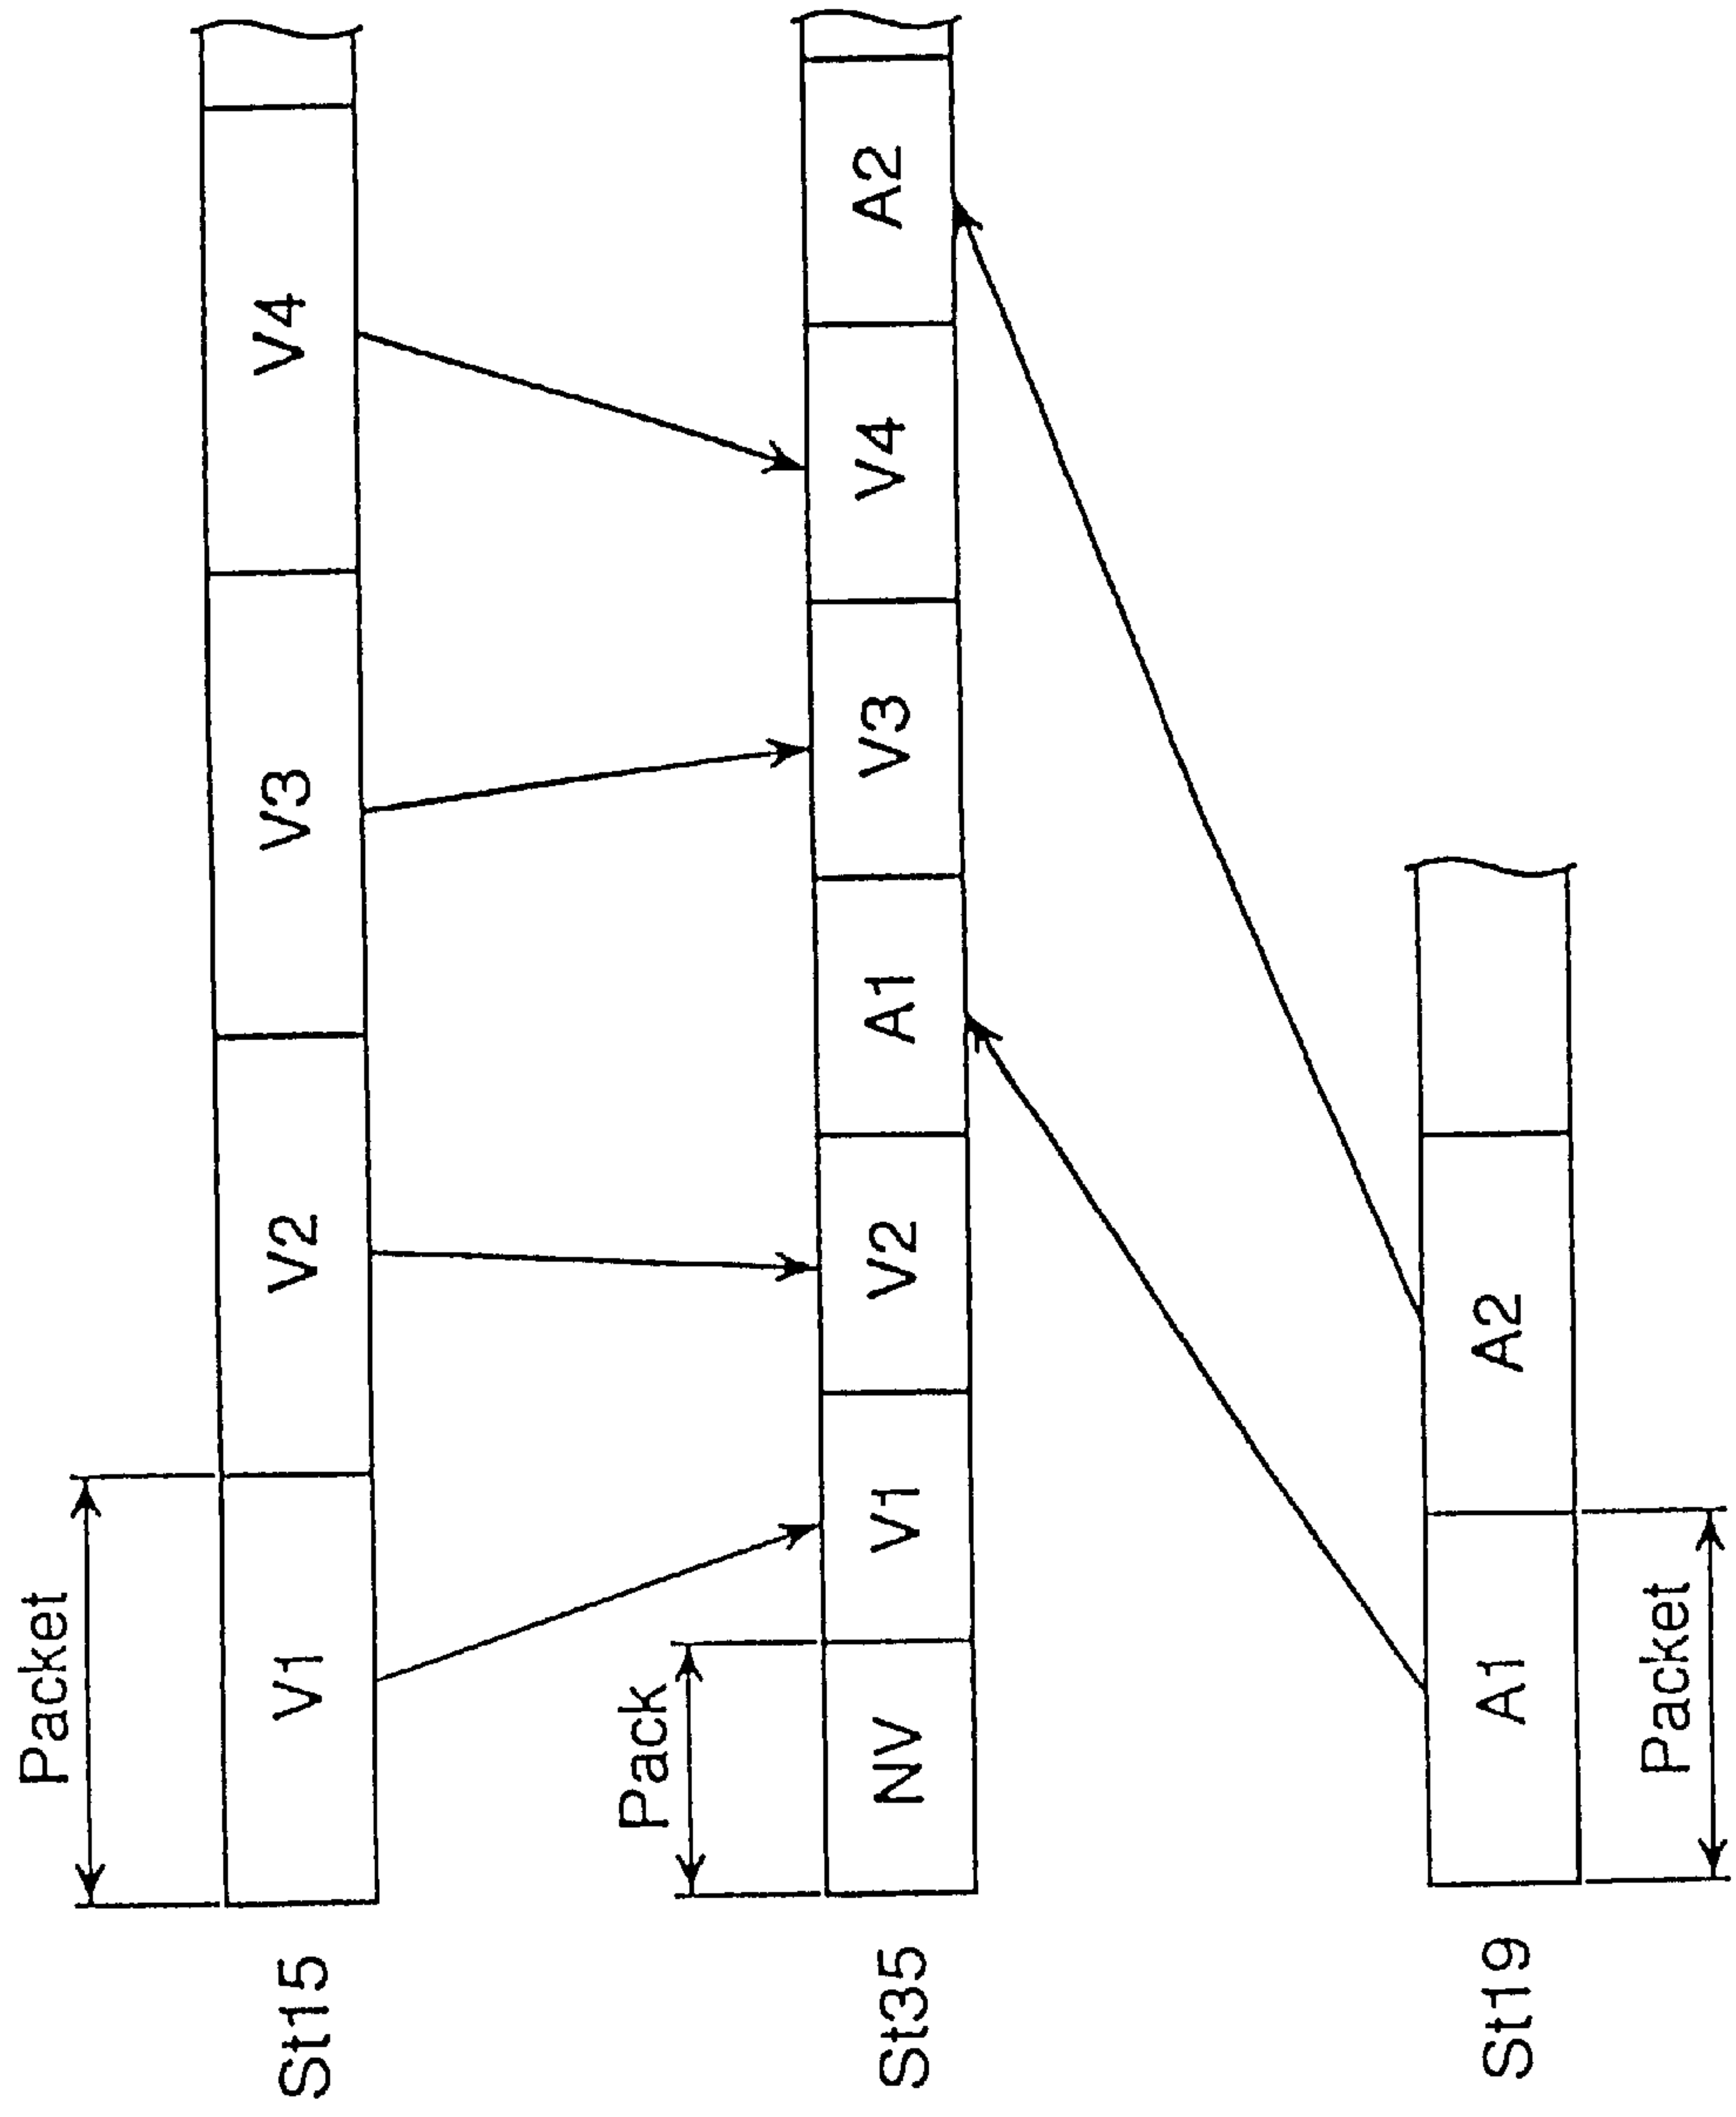 Packet
St15 V1 V2 V3 V4
Pack
St35 NV V1 V2 A1 V3 V4 A2
St19 A1 A2
Packet